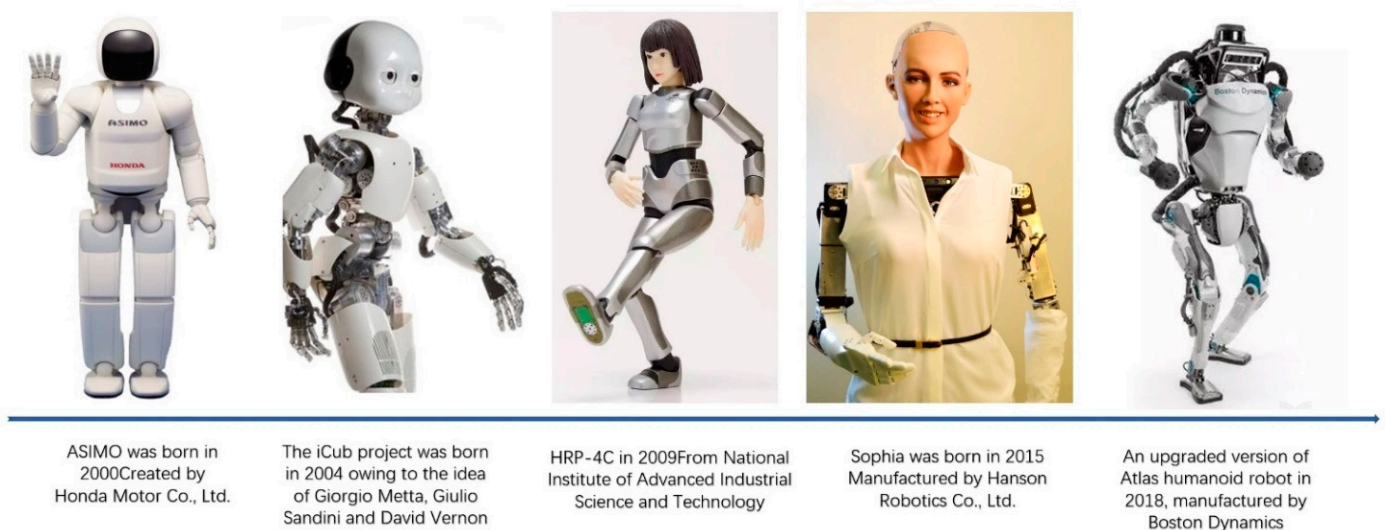 ASIMO
HONDA
Boston Dynamics
ASIMO was born in
2000Created by
Honda Motor Co., Ltd.
The iCub project was born
in 2004 owing to the idea
of Giorgio Metta, Giulio
Sandini and David Vernon
HRP-4C in 2009From National
Institute of Advanced Industrial
Science and Technology
Sophia was born in 2015
Manufactured by Hanson
Robotics Co., Ltd.
An upgraded version of
Atlas humanoid robot in
2018, manufactured by
Boston Dynamics